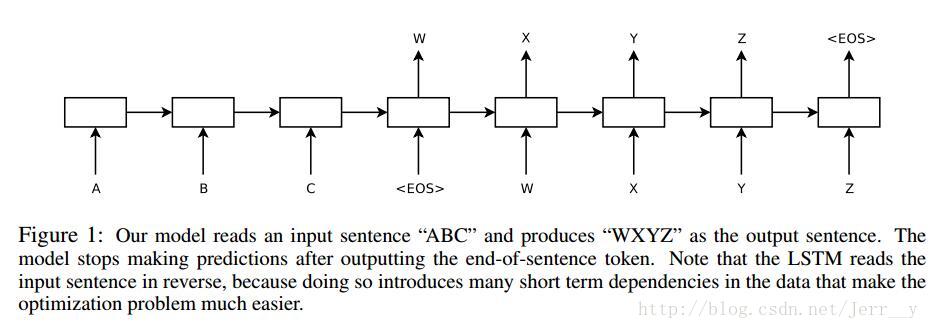 W X Y Z <EOS>
A B C <EOS> W X Y Z
Figure 1: Our model reads an input sentence “ABC” and produces “WXYZ” as the output sentence. The
model stops making predictions after outputting the end-of-sentence token. Note that the LSTM reads the
input sentence in reverse, because doing so introduces many short term dependencies in the data that make the
optimization problem much easier.
http://blog.csdn.net/Jerr__y